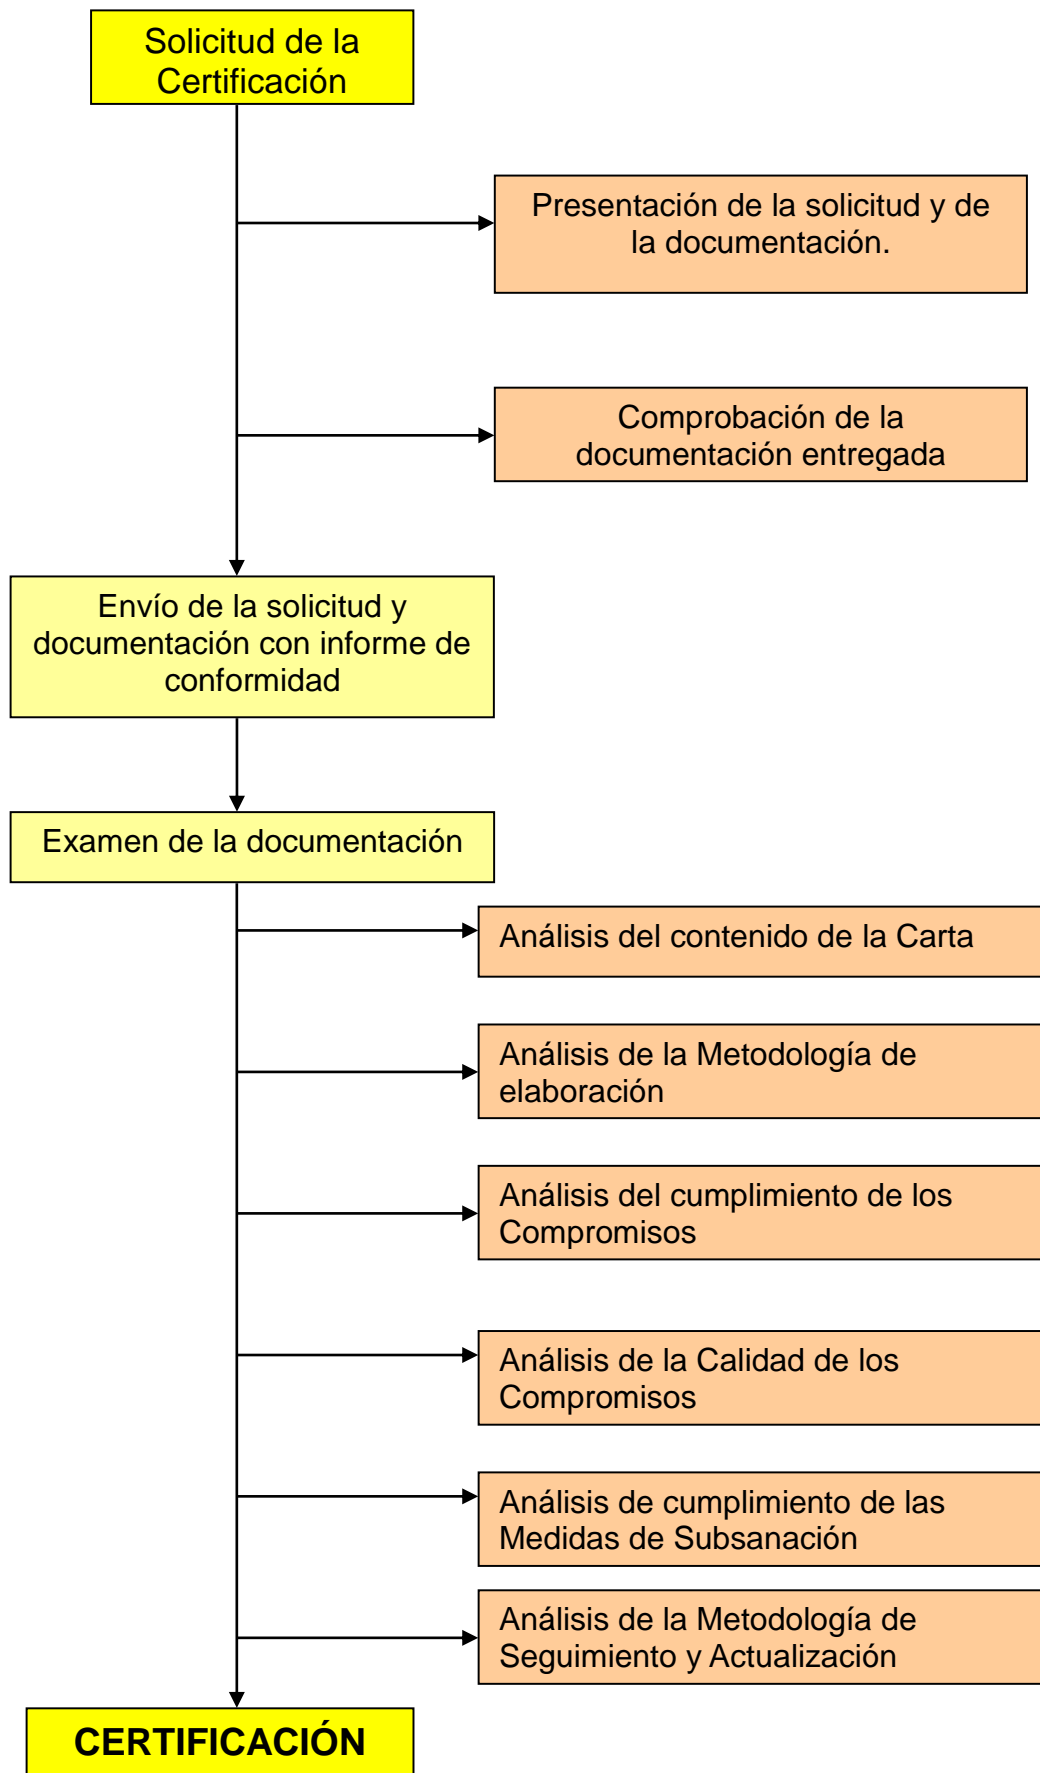 Solicitud de la
Certificación
Presentación de la solicitud y de
la documentación.
Comprobación de la
documentación entregada
Envío de la solicitud y
documentación con informe de
conformidad
Examen de la documentación
Análisis del contenido de la Carta
Análisis de la Metodología de
elaboración
Análisis del cumplimiento de los
Compromisos
Análisis de la Calidad de los
Compromisos
Análisis de cumplimiento de las
Medidas de Subsanación
Análisis de la Metodología de
Seguimiento y Actualización
CERTIFICACIÓN